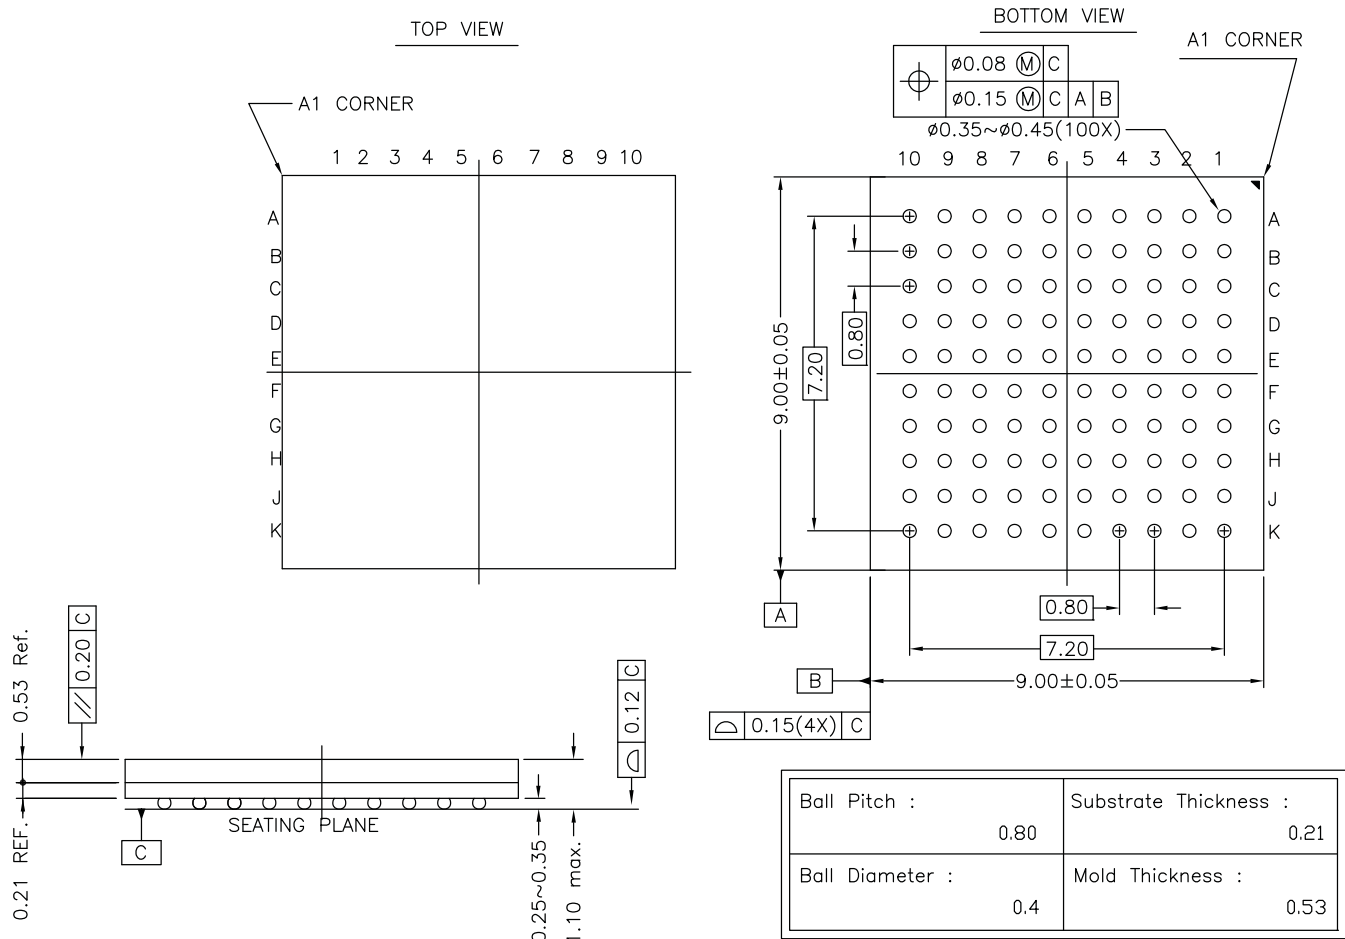 TOP VIEW
A1 CORNER
1 2 3 4 5 6 7 8 9 10
A
B
C
D
E
F
G
H
J
K
BOTTOM VIEW
A1 CORNER
⌀0.08 Ⓜ C
⌀0.15 Ⓜ C A B
⌀0.35~⌀0.45(100X)
10 9 8 7 6 5 4 3 2 1
A
B
C
D
E
F
G
H
J
K
9.00±0.05
7.20
0.80
A
0.80
7.20
B
9.00±0.05
0.15(4X) C
0.53 Ref.
0.21 REF.
// 0.20 C
0.12 C
SEATING PLANE
C
0.25~0.35
1.10 max.
Ball Pitch :
0.80
Substrate Thickness :
0.21
Ball Diameter :
0.4
Mold Thickness :
0.53